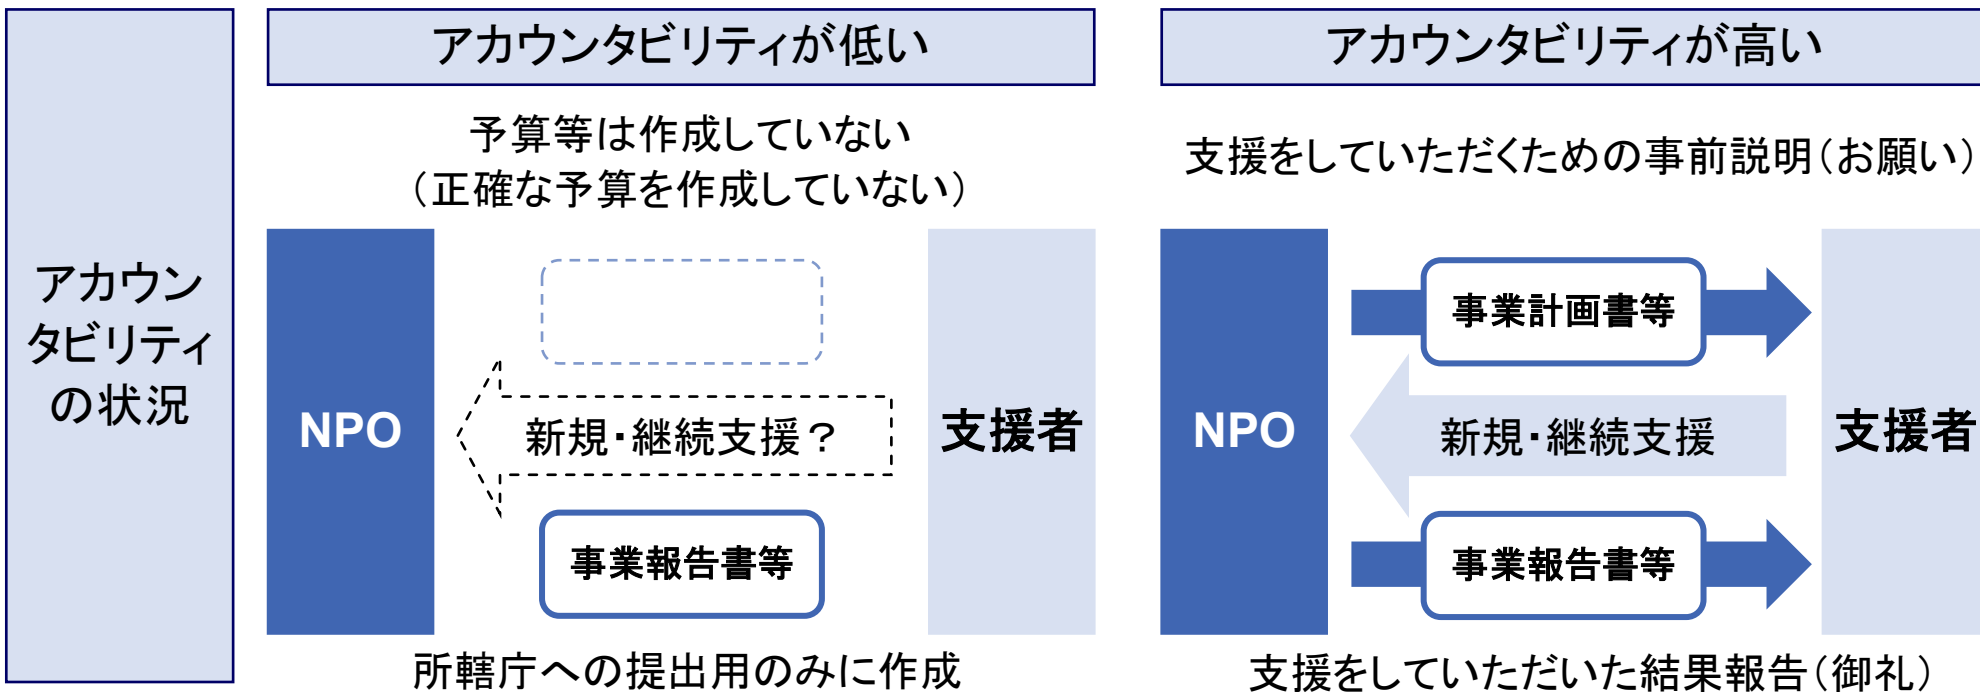 アカウン
タビリティ
の状況
アカウンタビリティが低い
予算等は作成していない
（正確な予算を作成していない）
NPO
新規・継続支援？
事業報告書等
支援者
所轄庁への提出用のみに作成
アカウンタビリティが高い
支援をしていただくための事前説明（お願い）
NPO
事業計画書等
新規・継続支援
事業報告書等
支援者
支援をしていただいた結果報告（御礼）